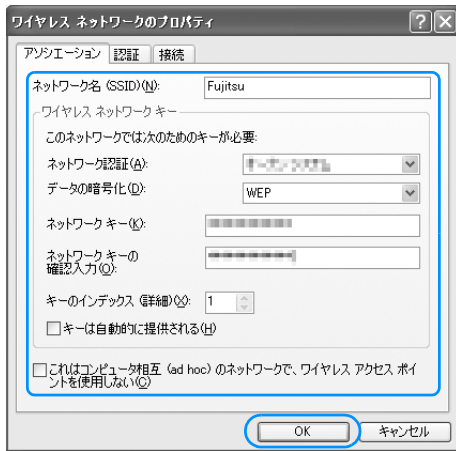 ワイヤレス ネットワークのプロパティ
アソシエーション 認証 接続
ネットワーク名 (SSID)(N): Fujitsu
ワイヤレス ネットワーク キー
このネットワークでは次のためのキーが必要:
ネットワーク認証(A):
データの暗号化(D): WEP
ネットワーク キー(K):
ネットワーク キーの
確認入力(O):
キーのインデックス (詳細)(X): 1
キーは自動的に提供される(H)
これはコンピュータ相互 (ad hoc) のネットワークで、ワイヤレス アクセス ポイ
ントを使用しない(C)
OK キャンセル